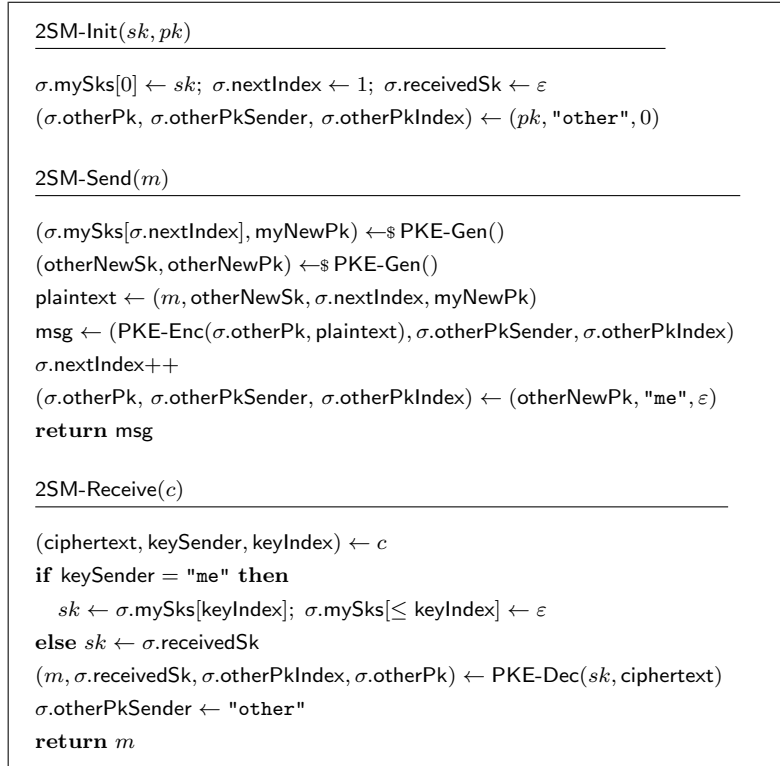 2SM-Init(sk, pk)
σ.mySks[0] ← sk; σ.nextIndex ← 1; σ.receivedSk ← ε
(σ.otherPk, σ.otherPkSender, σ.otherPkIndex) ← (pk, "other", 0)
2SM-Send(m)
(σ.mySks[σ.nextIndex], myNewPk) ←$ PKE-Gen()
(otherNewSk, otherNewPk) ←$ PKE-Gen()
plaintext ← (m, otherNewSk, σ.nextIndex, myNewPk)
msg ← (PKE-Enc(σ.otherPk, plaintext), σ.otherPkSender, σ.otherPkIndex)
σ.nextIndex++
(σ.otherPk, σ.otherPkSender, σ.otherPkIndex) ← (otherNewPk, "me", ε)
return msg
2SM-Receive(c)
(ciphertext, keySender, keyIndex) ← c
if keySender = "me" then
sk ← σ.mySks[keyIndex]; σ.mySks[≤ keyIndex] ← ε
else sk ← σ.receivedSk
(m, σ.receivedSk, σ.otherPkIndex, σ.otherPk) ← PKE-Dec(sk, ciphertext)
σ.otherPkSender ← "other"
return m